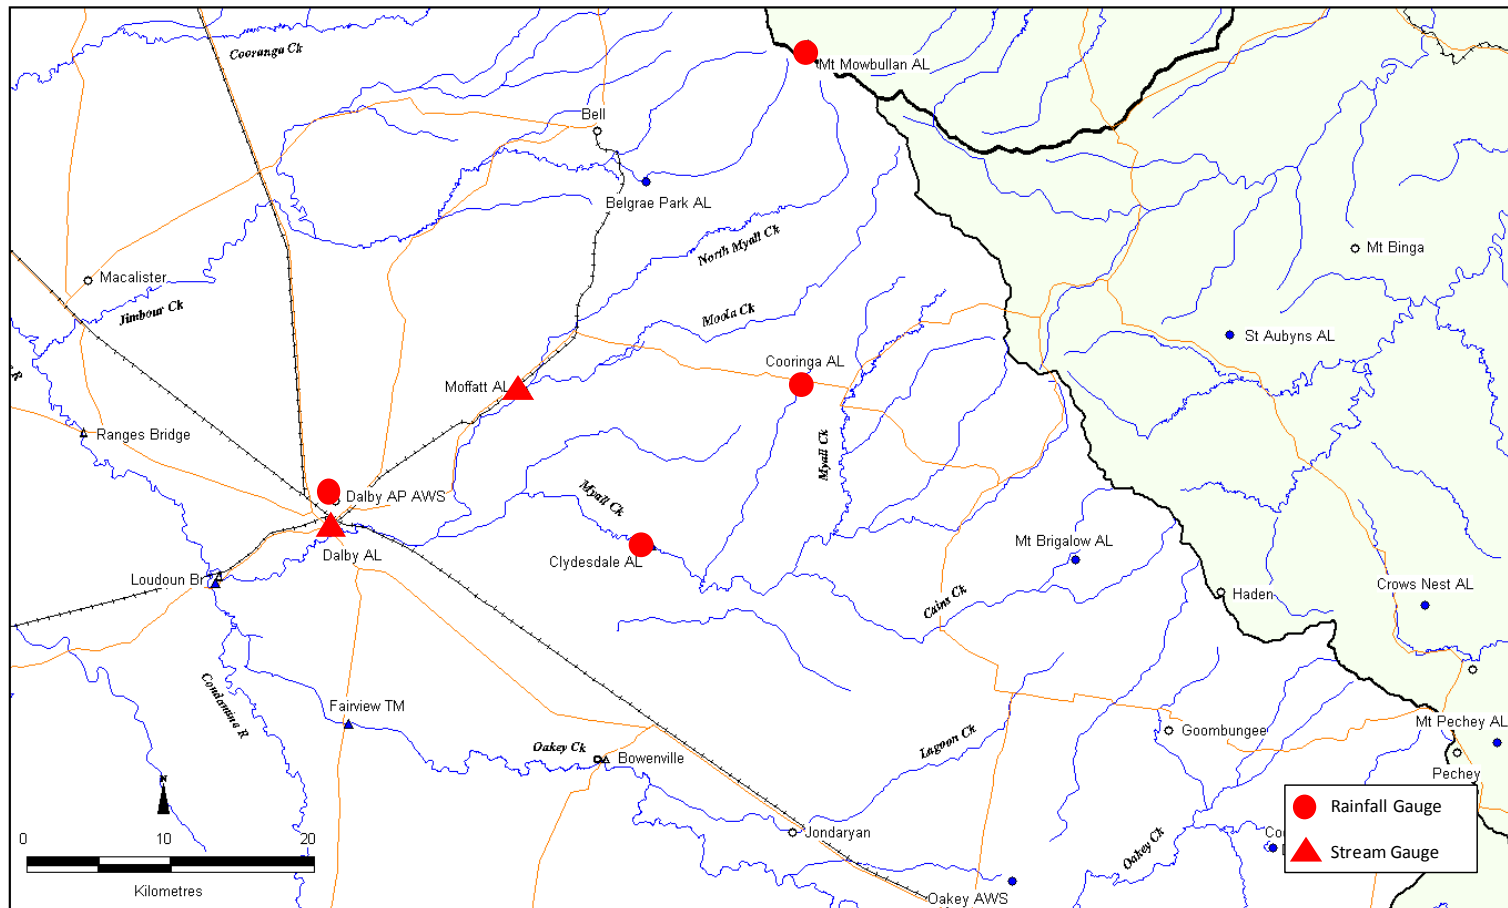 Cooranga Ck
Mt Mowbullan AL
Bell
Belgrae Park AL
North Myall Ck
Mt Binga
Macalister
Jimbour Ck
Moola Ck
St Aubyns AL
Cooringa AL
Moffatt AL
Ranges Bridge
Myall Ck
Dalby AP AWS
Myall Ck
Dalby AL
Clydesdale AL
Mt Brigalow AL
Loudoun Br
Crows Nest AL
Haden
Cains Ck
Condamine R
Fairview TM
Oakey Ck
Bowenville
Lagoon Ck
Goombungee
Mt Pechey AL
Pechey
N
0
10
20
Kilometres
Jondaryan
Oakey Ck
Oakey AWS
Rainfall Gauge
Stream Gauge